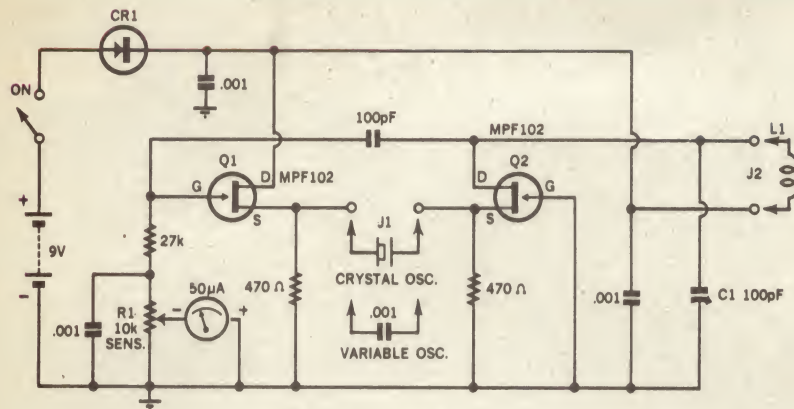 CR1
ON
.001
100pF
MPF102
L1
Q1
D
MPF102
G
S
Q2
D
G
S
J2
+
9V
-
27k
J1
470 Ω
CRYSTAL OSC.
470 Ω
50µA
- +
.001
R1
10k
SENS.
.001
VARIABLE OSC.
.001
C1 100pF